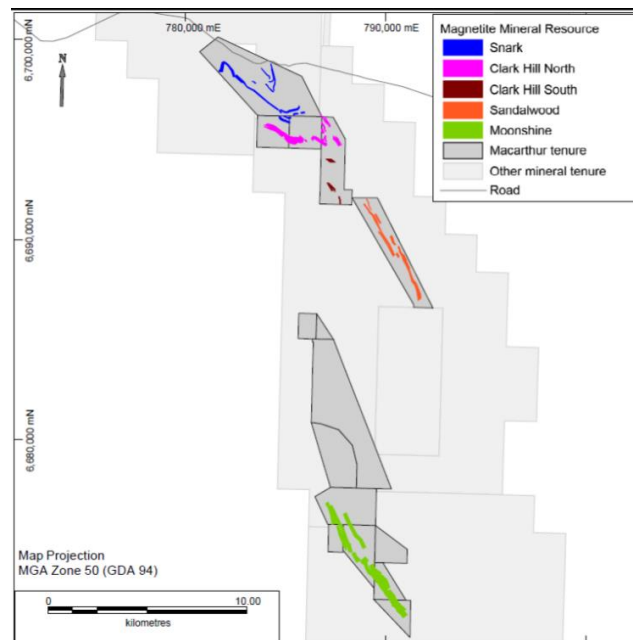 780,000 mE
790,000 mE
6,700,000 mN
N
Magnetite Mineral Resource
Snark
Clark Hill North
Clark Hill South
Sandalwood
Moonshine
Macarthur tenure
Other mineral tenure
Road
6,690,000 mN
6,680,000 mN
Map Projection
MGA Zone 50 (GDA 94)
0 10.00
kilometres